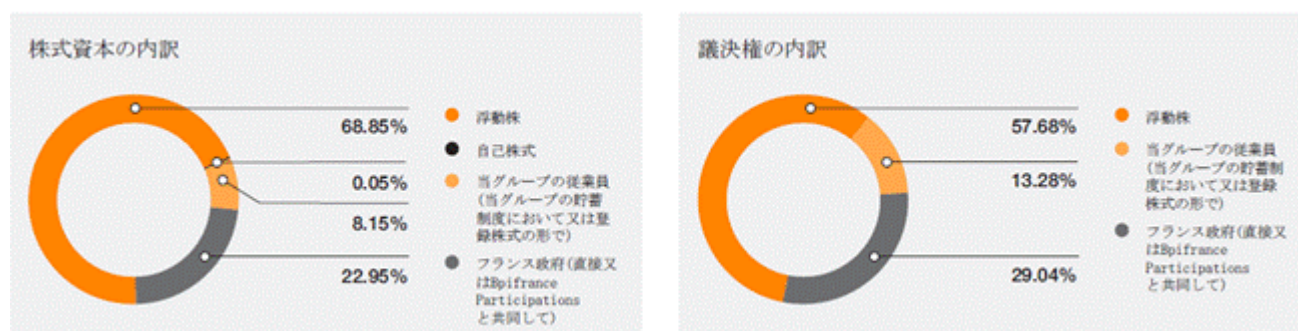 株式資本の内訳
68.85%
0.05%
8.15%
22.95%
浮動株
自己株式
当グループの従業員
(当グループの貯蓄
制度において又は登
録株式の形で)
フランス政府(直接又
はBpifrance
Participations
と共同して)
議決権の内訳
57.68%
13.28%
29.04%
浮動株
当グループの従業員
(当グループの貯蓄制
度において又は登録
株式の形で)
フランス政府(直接又
はBpifrance
Participations
と共同して)